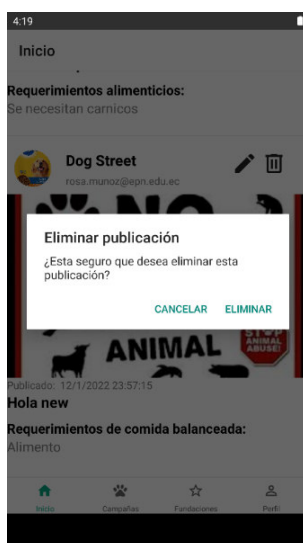 4:19
Inicio
Requerimientos alimenticios:
Se necesitan carnicos
Dog Street
rosa.munoz@epn.edu.ec
NO
Eliminar publicación
¿Esta seguro que desea eliminar esta
publicación?
CANCELAR ELIMINAR
ANIMAL
STOP
ANIMAL
ABUSE!
Publicado: 12/1/2022 23:57:15
Hola new
Requerimientos de comida balanceada:
Alimento
Inicio Campañas Fundaciones Perfil